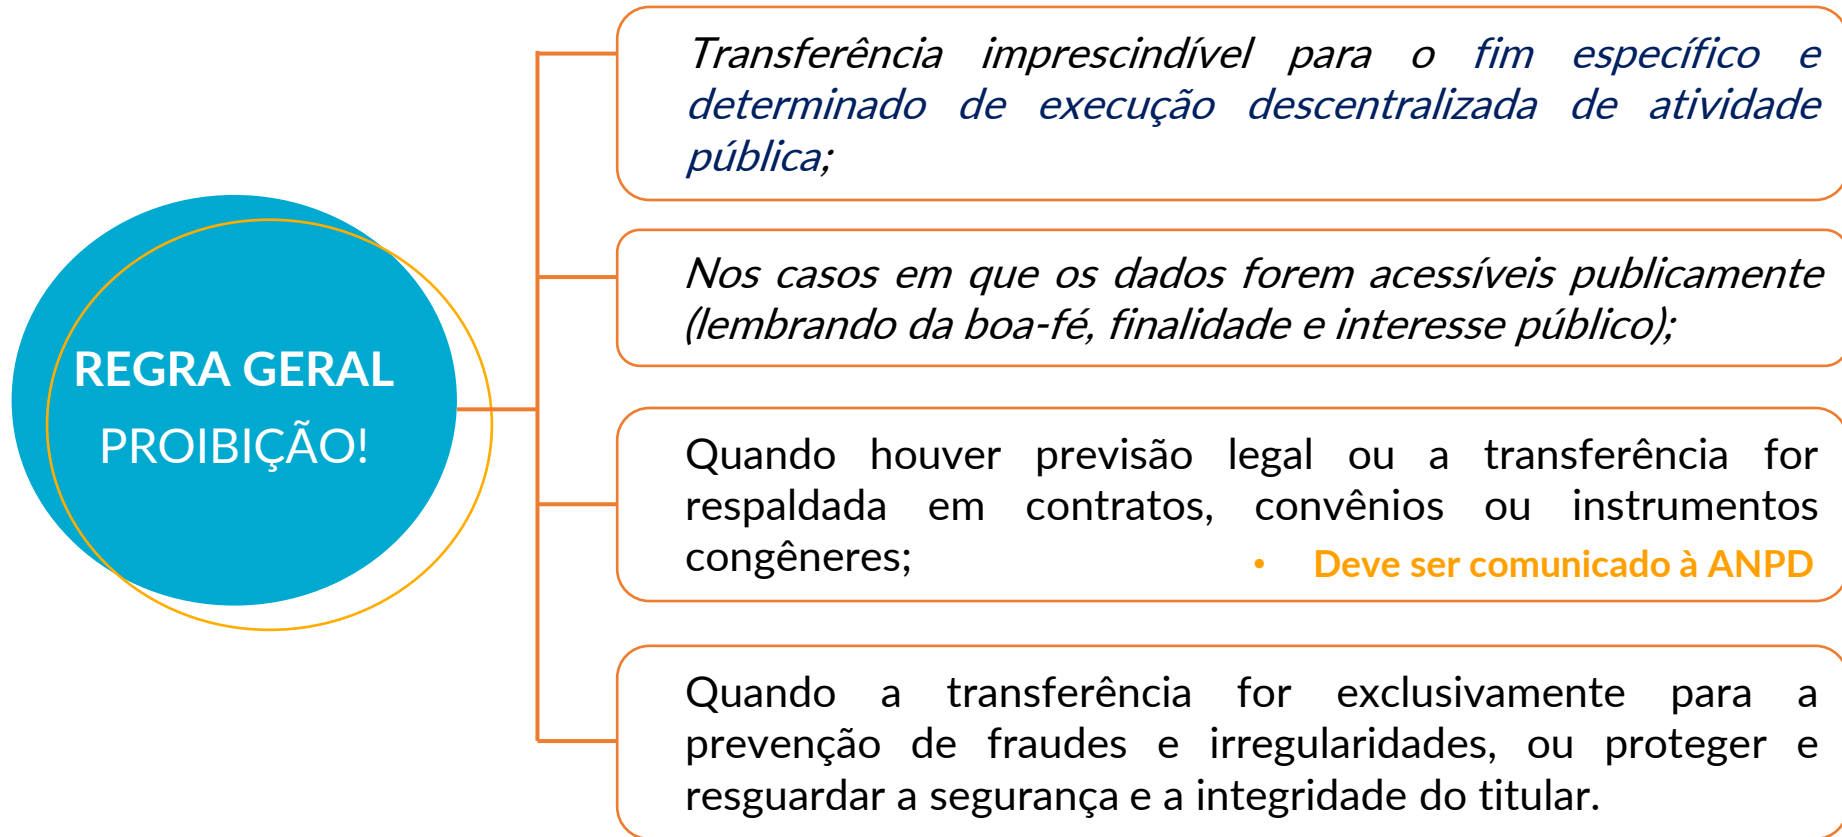 REGRA GERAL
PROIBIÇÃO!
Transferência imprescindível para o fim específico e
determinado de execução descentralizada de atividade
pública;
Nos casos em que os dados forem acessíveis publicamente
(lembrando da boa-fé, finalidade e interesse público);
Quando houver previsão legal ou a transferência for
respaldada em contratos, convênios ou instrumentos
congêneres;
• Deve ser comunicado à ANPD
Quando a transferência for exclusivamente para a
prevenção de fraudes e irregularidades, ou proteger e
resguardar a segurança e a integridade do titular.